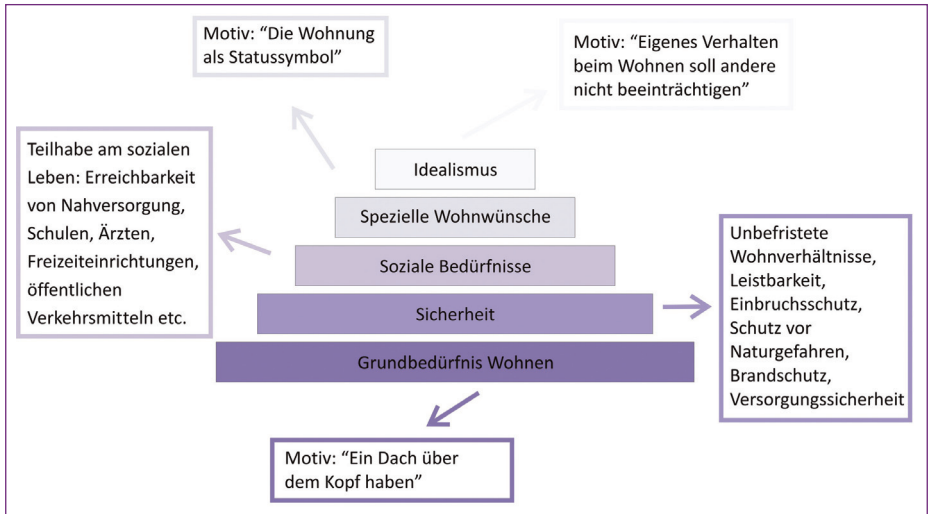 Motiv: “Die Wohnung
als Statussymbol”
Motiv: “Eigenes Verhalten
beim Wohnen soll andere
nicht beeinträchtigen”
Teilhabe am sozialen
Leben: Erreichbarkeit
von Nahversorgung,
Schulen, Ärzten,
Freizeiteinrichtungen,
öffentlichen
Verkehrsmitteln etc.
Idealismus
Spezielle Wohnwünsche
Soziale Bedürfnisse
Sicherheit
Grundbedürfnis Wohnen
Unbefristete
Wohnverhältnisse,
Leistbarkeit,
Einbruchsschutz,
Schutz vor
Naturgefahren,
Brandschutz,
Versorgungssicherheit
Motiv: “Ein Dach über
dem Kopf haben”